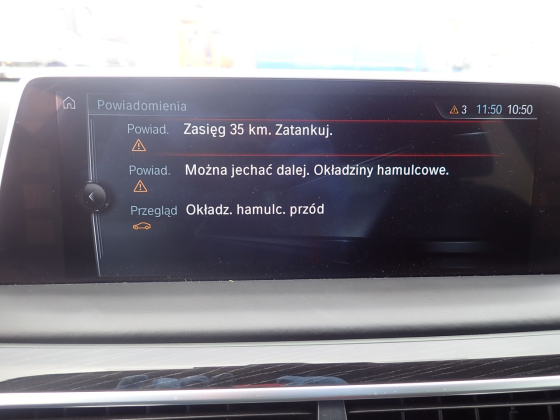 Powiadomienia 3 11:50 10:50
Powiad. Zasięg 35 km. Zatankuj.
Powiad. Można jechać dalej. Okładziny hamulcowe.
Przegląd Okładz. hamulc. przód